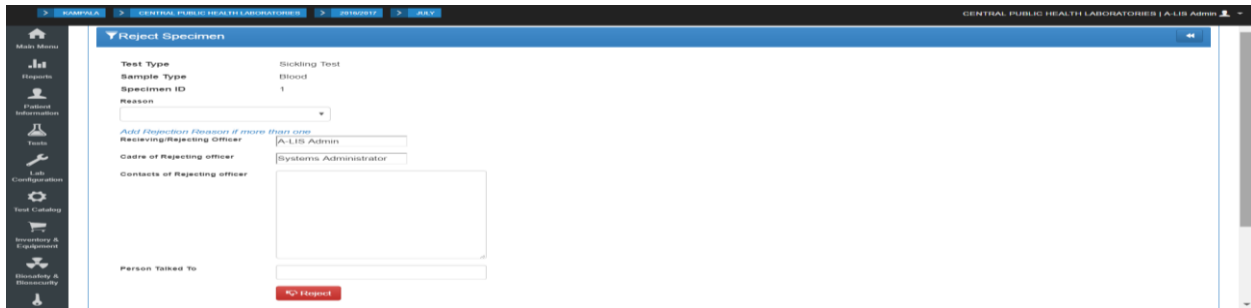 KAMPALA
CENTRAL PUBLIC HEALTH LABORATORIES
2016/2017
JULY
CENTRAL PUBLIC HEALTH LABORATORIES | A-LIS Admin
Main Menu
Reports
Patient
Information
Tests
Lab
Configuration
Test Catalog
Inventory &
Equipment
Biosafety &
Biosecurity
Reject Specimen
Test Type Sickling Test
Sample Type Blood
Specimen ID 1
Reason
Add Rejection Reason if more than one
Recieving/Rejecting Officer A-LIS Admin
Cadre of Rejecting officer Systems Administrator
Contacts of Rejecting officer
Person Talked To
Reject